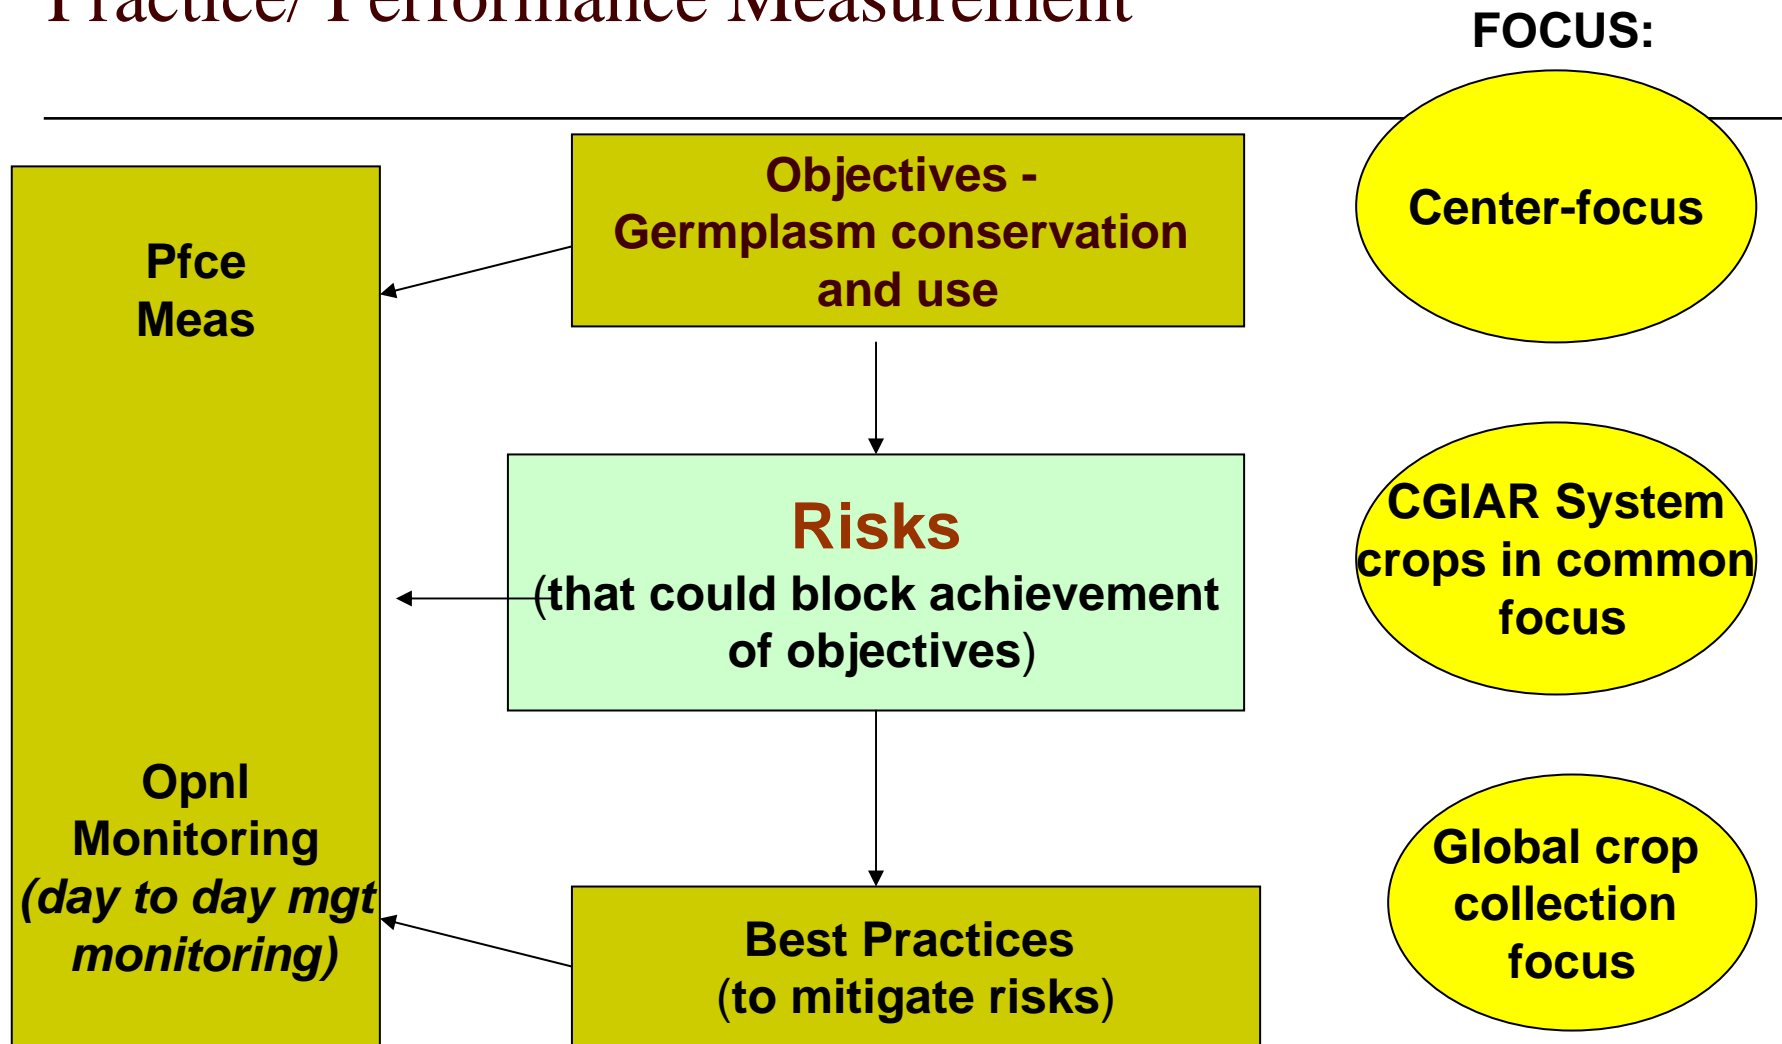 Practice/ Performance Measurement
FOCUS:
Objectives -
Germplasm conservation
and use
Center-focus
Pfce
Meas
Risks
(that could block achievement
of objectives)
CGIAR System
crops in common
focus
Opnl
Monitoring
(day to day mgt
monitoring)
Best Practices
(to mitigate risks)
Global crop
collection
focus